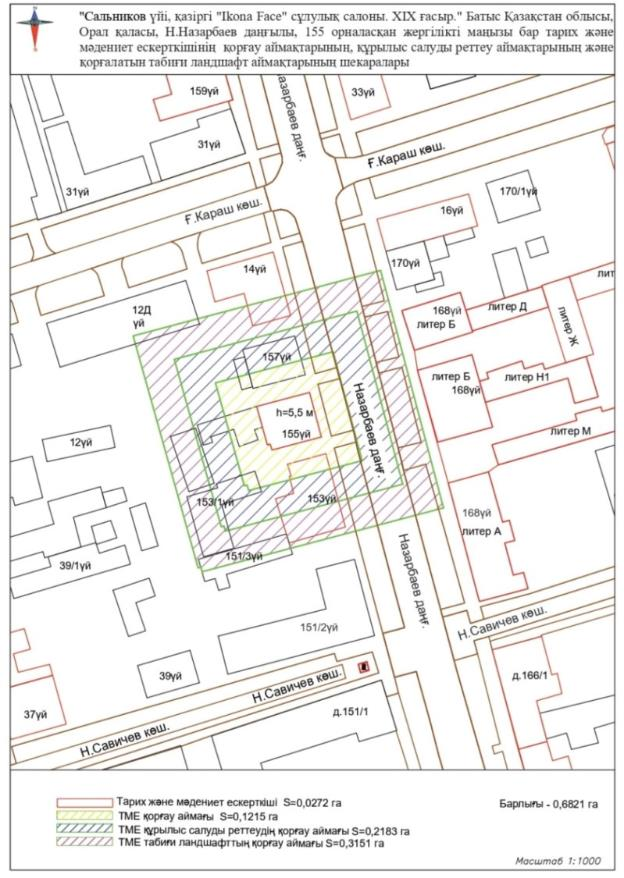 "Сальников үйі, қазіргі "Ikona Face" сұлулық салоны. XIX ғасыр." Батыс Қазақстан облысы,
Орал қаласы, Н.Назарбаев даңғылы, 155 орналасқан жергілікті маңызы бар тарих және
мәдениет ескерткішінің қорғау аймақтарының, құрылыс салуды реттеу аймақтарының және
қорғалатын табиғи ландшафт аймақтарының шекаралары
159үй
33үй
Назарбаев даңғ.
31үй
Ғ.Караш көш.
31үй
170/1үй
Ғ.Караш көш.
16үй
14үй
170үй
12Д
үй
168үй
литер Б
литер Д
лит
литер Ж
157үй
литер Б
168үй
литер Н1
h=5,5 м
155үй
Назарбаев даңғ.
литер М
12үй
153/1үй
153үй
168үй
литер А
151/3үй
39/1үй
Назарбаев даңғ.
151/2үй
Н.Савичев көш.
39үй
д.166/1
Н.Савичев көш.
37үй
д.151/1
Н.Савичев көш.
Тарих және мәдениет ескерткіші S=0,0272 га
Барлығы - 0,6821 га
ТМЕ қорғау аймағы S=0,1215 га
ТМЕ құрылыс салуды реттеудің қорғау аймағы S=0,2183 га
ТМЕ табиғи ландшафттың қорғау аймағы S=0,3151 га
Масштаб 1:1000